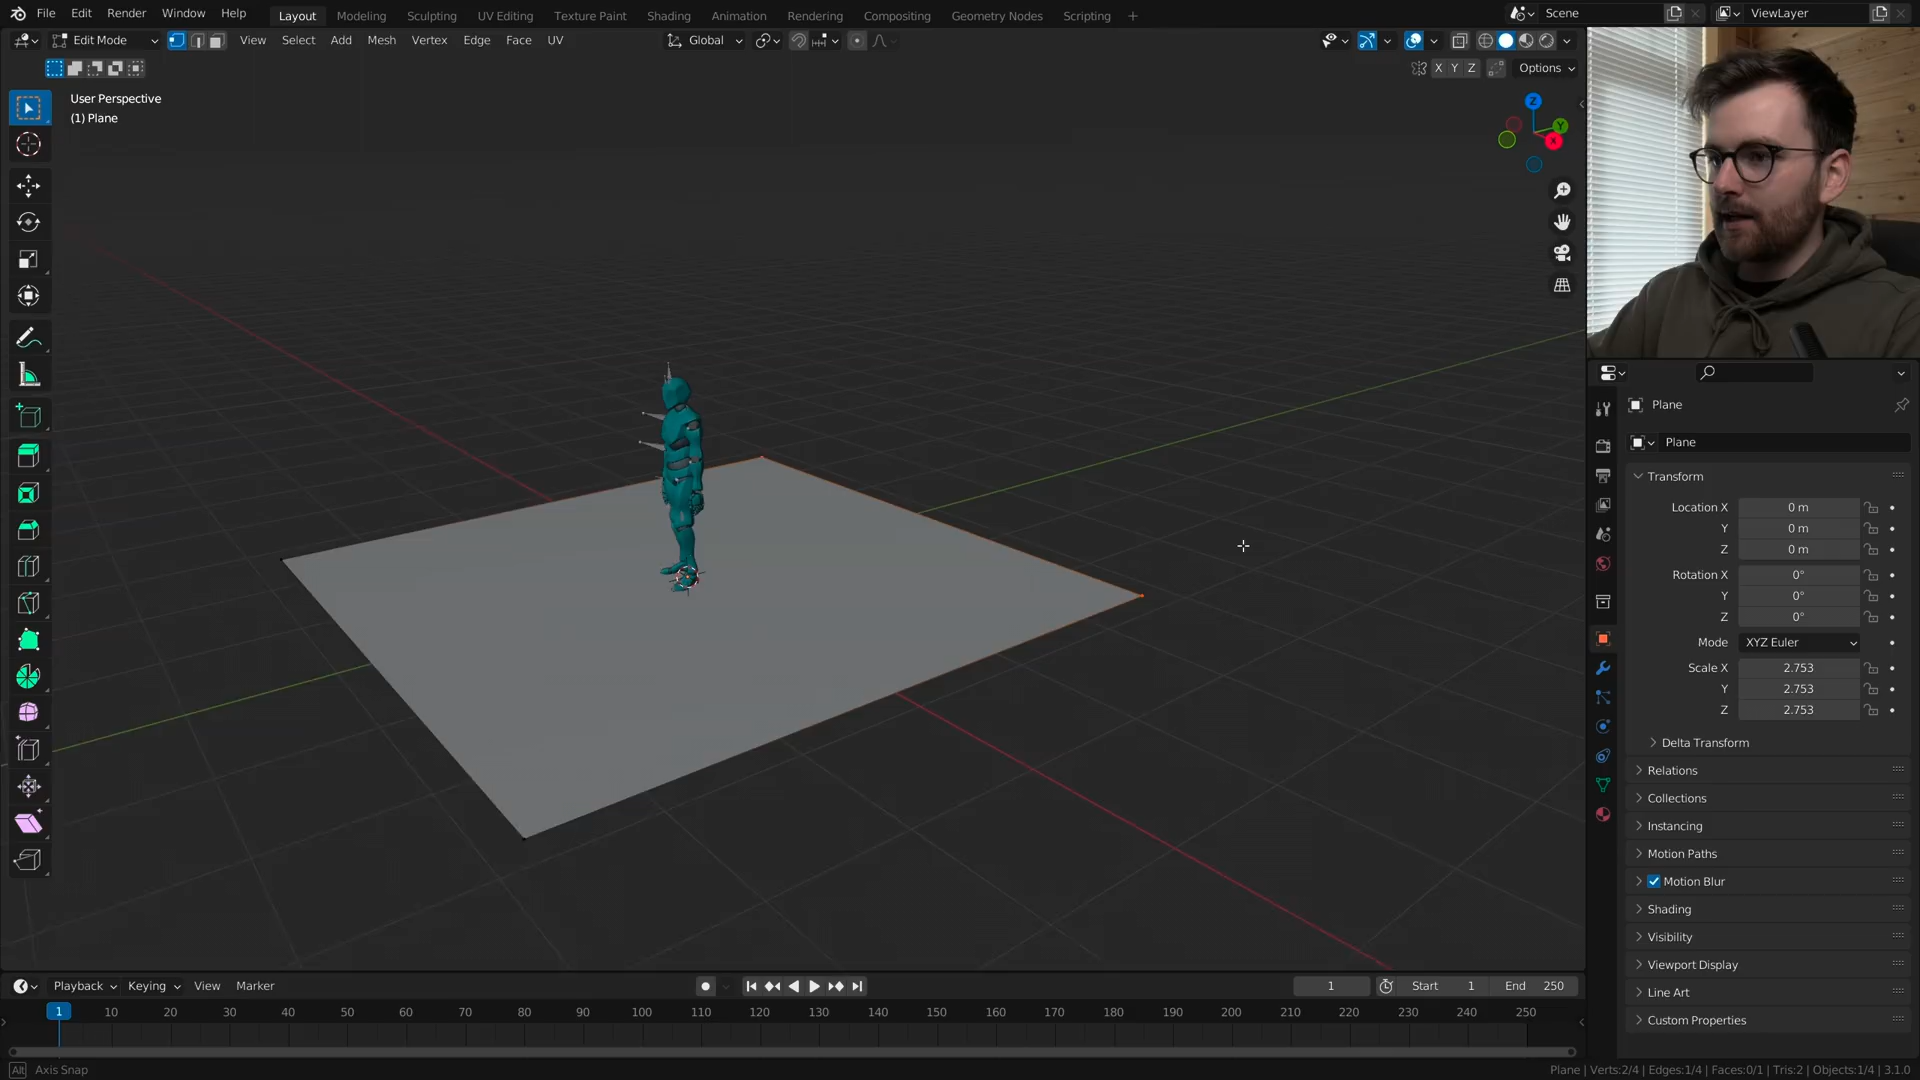 File Edit Render Window Help Layout Modeling Sculpting UV Editing Texture Paint Shading Animation Rendering Compositing Geometry Nodes Scripting + Scene ViewLayer
Edit Mode View Select Add Mesh Vertex Edge Face UV Global
X Y Z Options
User Perspective
(1) Plane
Z
Y
X
Plane
Plane
Transform
Location X 0 m
Y 0 m
Z 0 m
Rotation X 0°
Y 0°
Z 0°
Mode XYZ Euler
Scale X 2.753
Y 2.753
Z 2.753
Delta Transform
Relations
Collections
Instancing
Motion Paths
Motion Blur
Shading
Visibility
Viewport Display
Line Art
Custom Properties
Playback Keying View Marker 1 Start 1 End 250
1 10 20 30 40 50 60 70 80 90 100 110 120 130 140 150 160 170 180 190 200 210 220 230 240 250
Alt Axis Snap
Plane | Verts:2/4 | Edges:1/4 | Faces:0/1 | Tris:2 | Objects:1/4 | 3.1.0